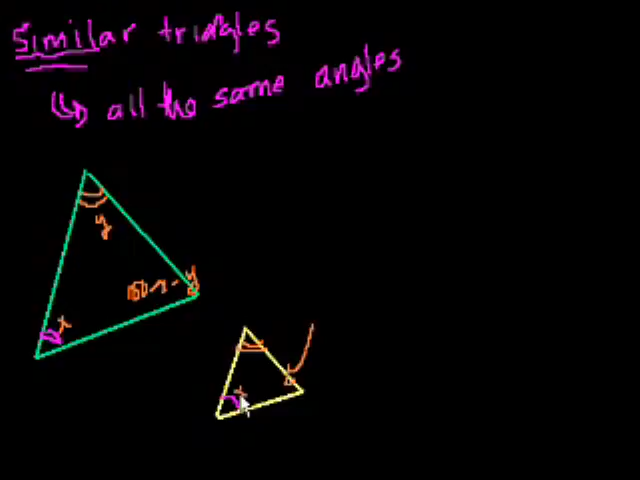 Similar triangles
↳ all the same angles
y
180-x-y
x
x